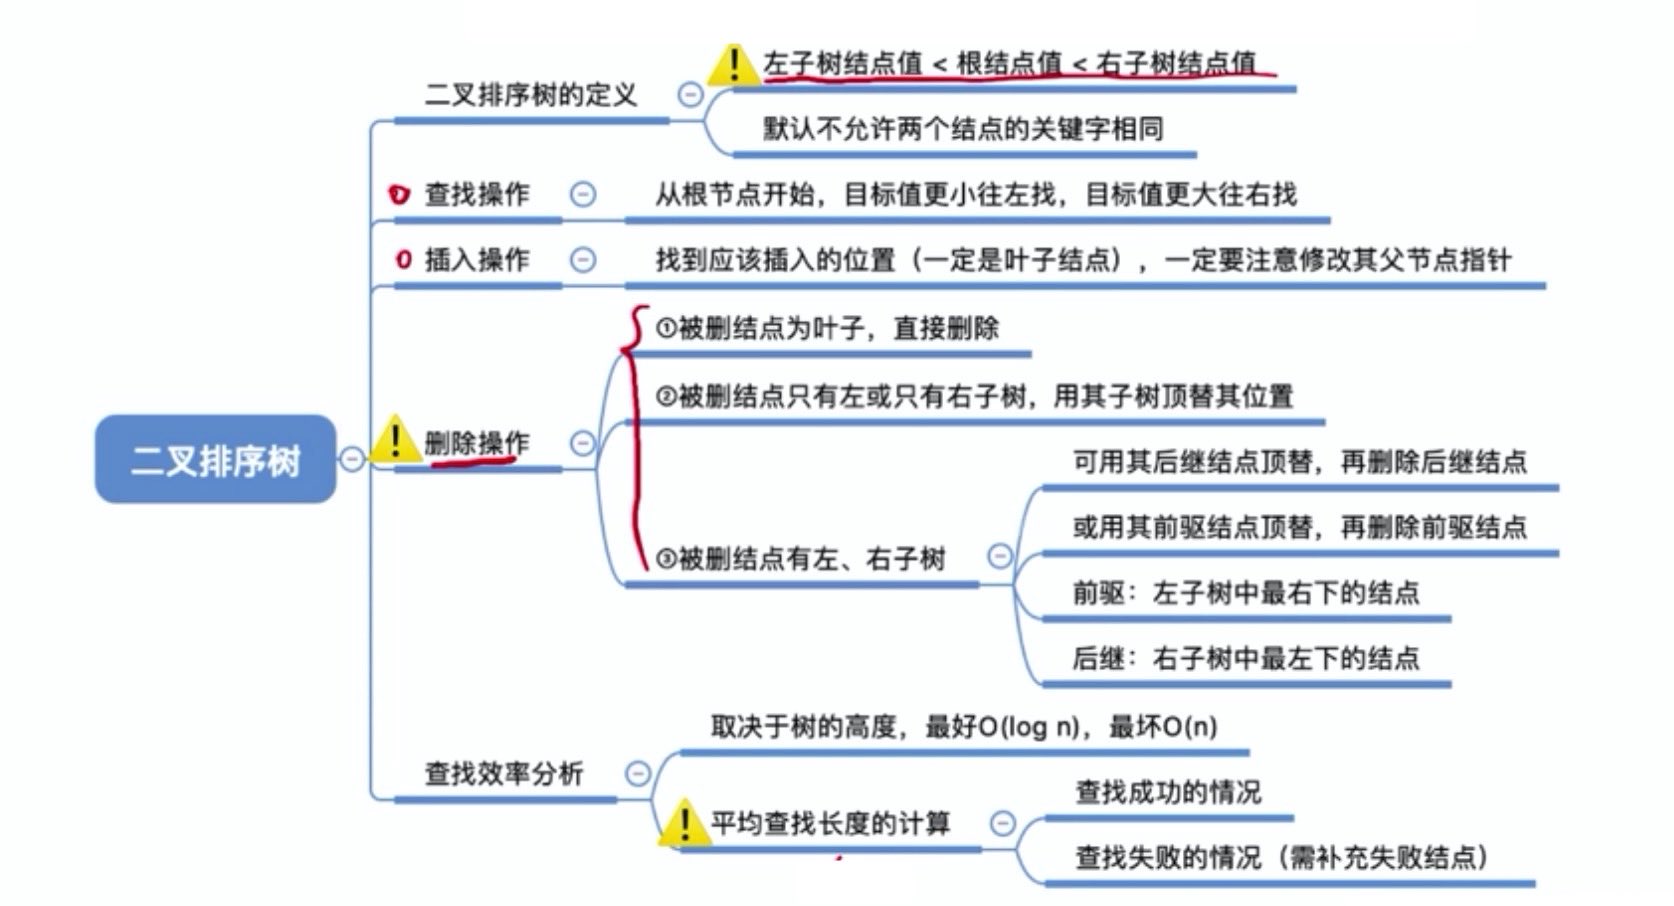 二叉排序树
二叉排序树的定义
左子树结点值 < 根结点值 < 右子树结点值
默认不允许两个结点的关键字相同
查找操作
从根节点开始，目标值更小往左找，目标值更大往右找
插入操作
找到应该插入的位置（一定是叶子结点），一定要注意修改其父节点指针
删除操作
①被删结点为叶子，直接删除
②被删结点只有左或只有右子树，用其子树顶替其位置
③被删结点有左、右子树
可用其后继结点顶替，再删除后继结点
或用其前驱结点顶替，再删除前驱结点
前驱：左子树中最右下的结点
后继：右子树中最左下的结点
查找效率分析
取决于树的高度，最好O(log n)，最坏O(n)
平均查找长度的计算
查找成功的情况
查找失败的情况（需补充失败结点）